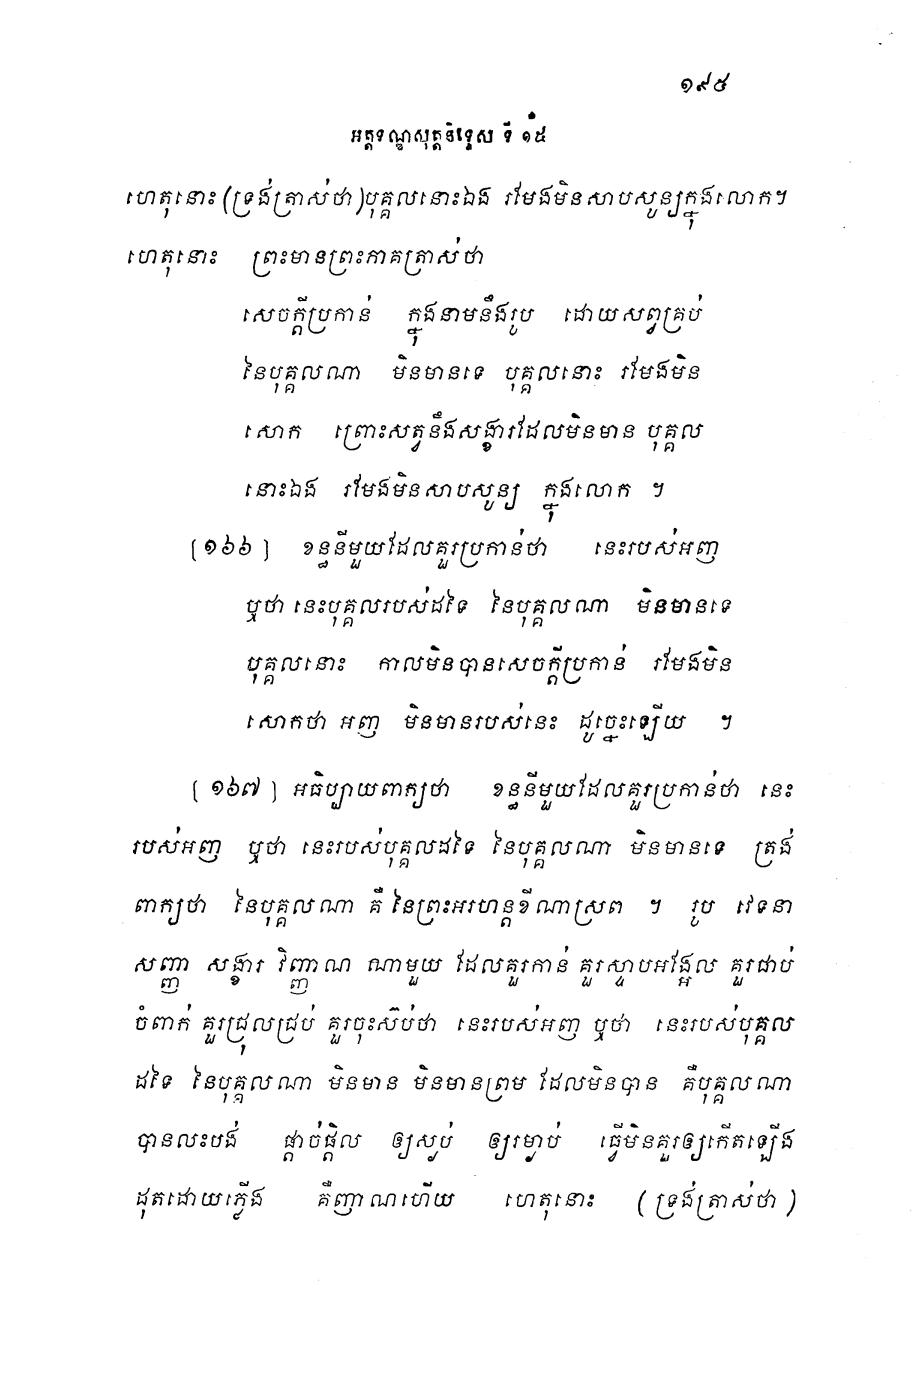 ១៩៥
អត្តទណ្ឌសុត្តនិទ្ទេស ទី ១៥
ហេតុនោះ (ទ្រង់ត្រាស់ថា) បុគ្គលនោះឯង រមែងមិនសាបសូន្យក្នុងលោក។
ហេតុនោះ ព្រះមានព្រះភាគត្រាស់ថា
សេចក្តីប្រកាន់ ក្នុងនាមនឹងរូប ដោយសព្វគ្រប់
នៃបុគ្គលណា មិនមានទេ បុគ្គលនោះ រមែងមិន
សោក ព្រោះសត្វនឹងសង្ខារដែលមិនមាន បុគ្គល
នោះឯង រមែងមិនសាបសូន្យ ក្នុងលោក ។
[១៦៦] ខន្ធនីមួយដែលគួរប្រកាន់ថា នេះរបស់អញ
ឬថា នេះបុគ្គលរបស់ដទៃ នៃបុគ្គលណា មិនមានទេ
បុគ្គលនោះ កាលមិនបានសេចក្តីប្រកាន់ រមែងមិន
សោកថា អញ មិនមានរបស់នេះ ដូច្នេះឡើយ ។
[១៦៧] អធិប្បាយពាក្យថា ខន្ធនីមួយដែលគួរប្រកាន់ថា នេះ
របស់អញ ឬថា នេះរបស់បុគ្គលដទៃ នៃបុគ្គលណា មិនមានទេ ត្រង់
ពាក្យថា នៃបុគ្គលណា គឺ នៃព្រះអរហន្តខីណាស្រព ។ រូប វេទនា
សញ្ញា សង្ខារ វិញ្ញាណ ណាមួយ ដែលគួរកាន់ គួរស្ទាបអង្អែល គួរជាប់
ចំពាក់ គួរជ្រុលជ្រប់ គួរចុះស៊ប់ថា នេះរបស់អញ ឬថា នេះរបស់បុគ្គល
ដទៃ នៃបុគ្គលណា មិនមាន មិនមានព្រម ដែលមិនបាន គឺបុគ្គលណា
បានលះបង់ ផ្តាច់ផ្តិល ឲ្យស្ងប់ ឲ្យរម្ងាប់ ធ្វើមិនគួរឲ្យកើតឡើង
ដុតដោយភ្លើង គឺញាណហើយ ហេតុនោះ (ទ្រង់ត្រាស់ថា)